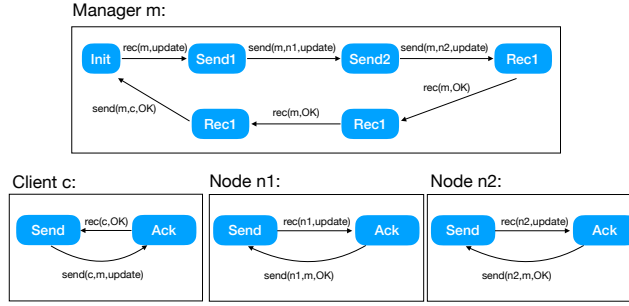 Manager m:
rec(m,update)
send(m,n1,update)
send(m,n2,update)
Init
Send1
Send2
Rec1
send(m,c,OK)
rec(m,OK)
rec(m,OK)
Rec1
Rec1
Client c:
Node n1:
Node n2:
rec(c,OK)
Send
Ack
send(c,m,update)
rec(n1,update)
Send
Ack
send(n1,m,OK)
rec(n2,update)
Send
Ack
send(n2,m,OK)